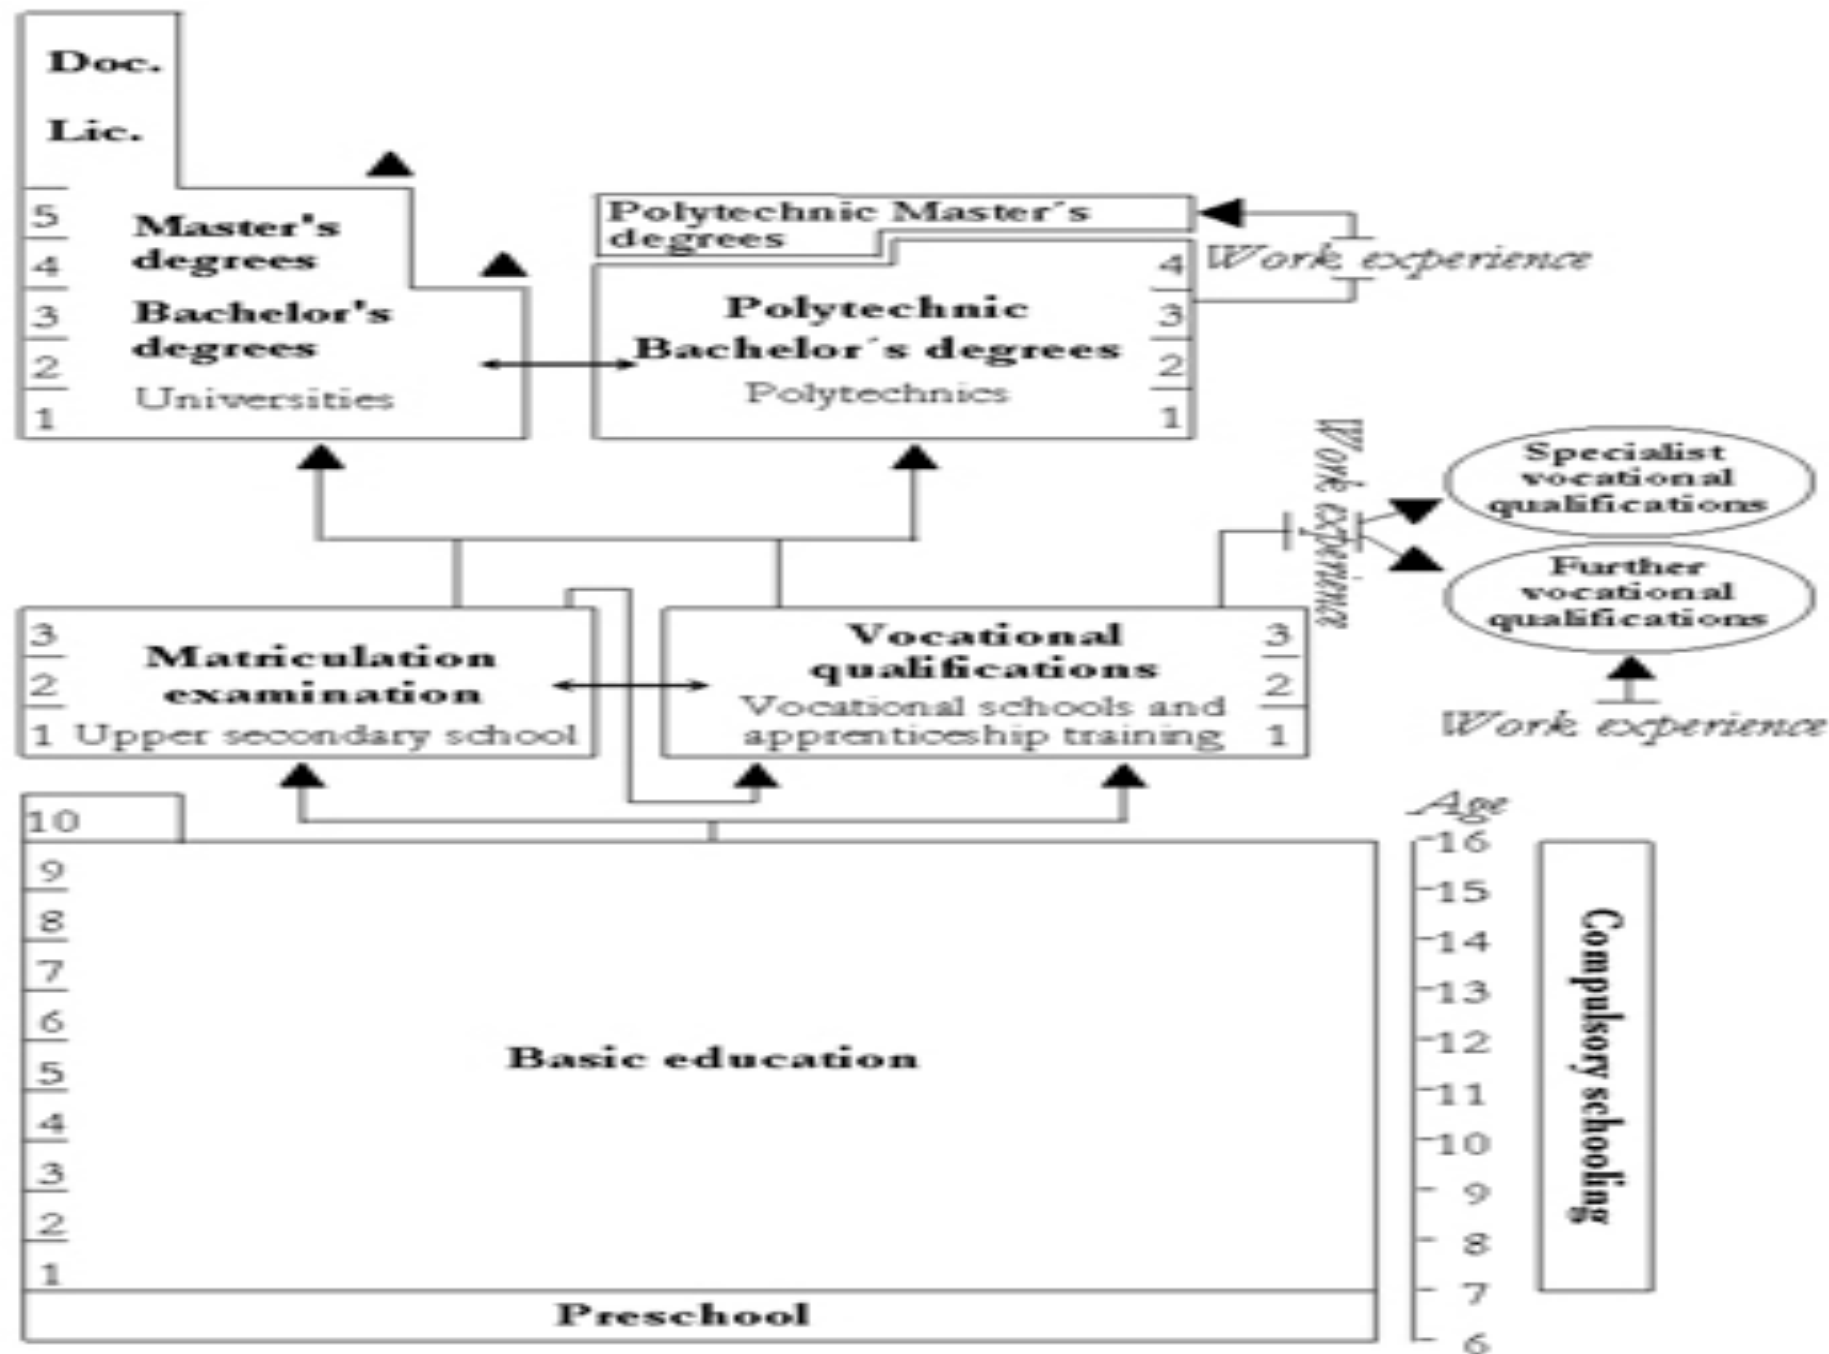 Doc.
Lic.
5
Master's
4
degrees
3
Bachelor's
degrees
2
Universities
1
Polytechnic Master´s
degrees
4
Polytechnic
3
Bachelor´s degrees
2
Polytechnics
1
Work experience
Work experience
Specialist
vocational
qualifications
Further
vocational
qualifications
Work experience
3
Matriculation
2
examination
1 Upper secondary school
Vocational
3
qualifications
2
Vocational schools and
apprenticeship training
1
10
9
8
7
6
5
4
3
2
1
Basic education
Preschool
Age
16
15
14
13
12
11
10
9
8
7
6
Compulsory schooling